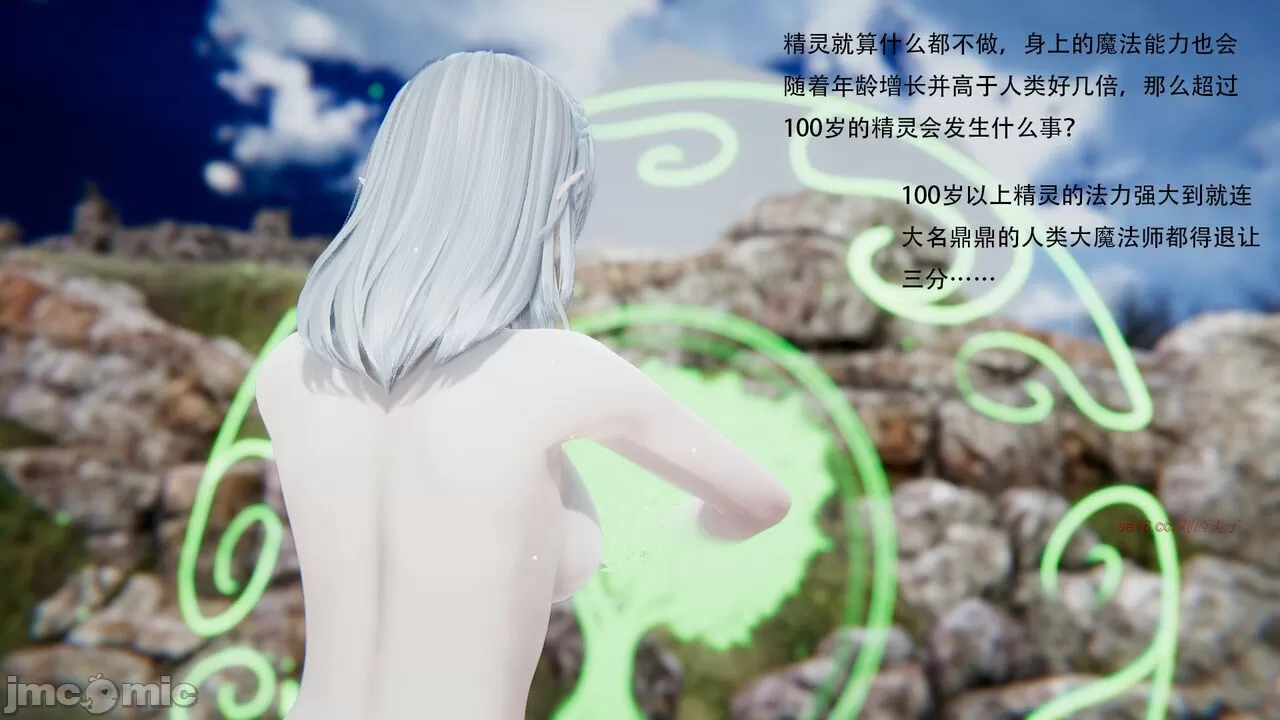 精灵就算什么都不做，身上的魔法能力也会
随着年龄增长并高于人类好几倍，那么超过
100岁的精灵会发生什么事？
100岁以上精灵的法力强大到就连
大名鼎鼎的人类大魔法师都得退让
三分……
jmcomic